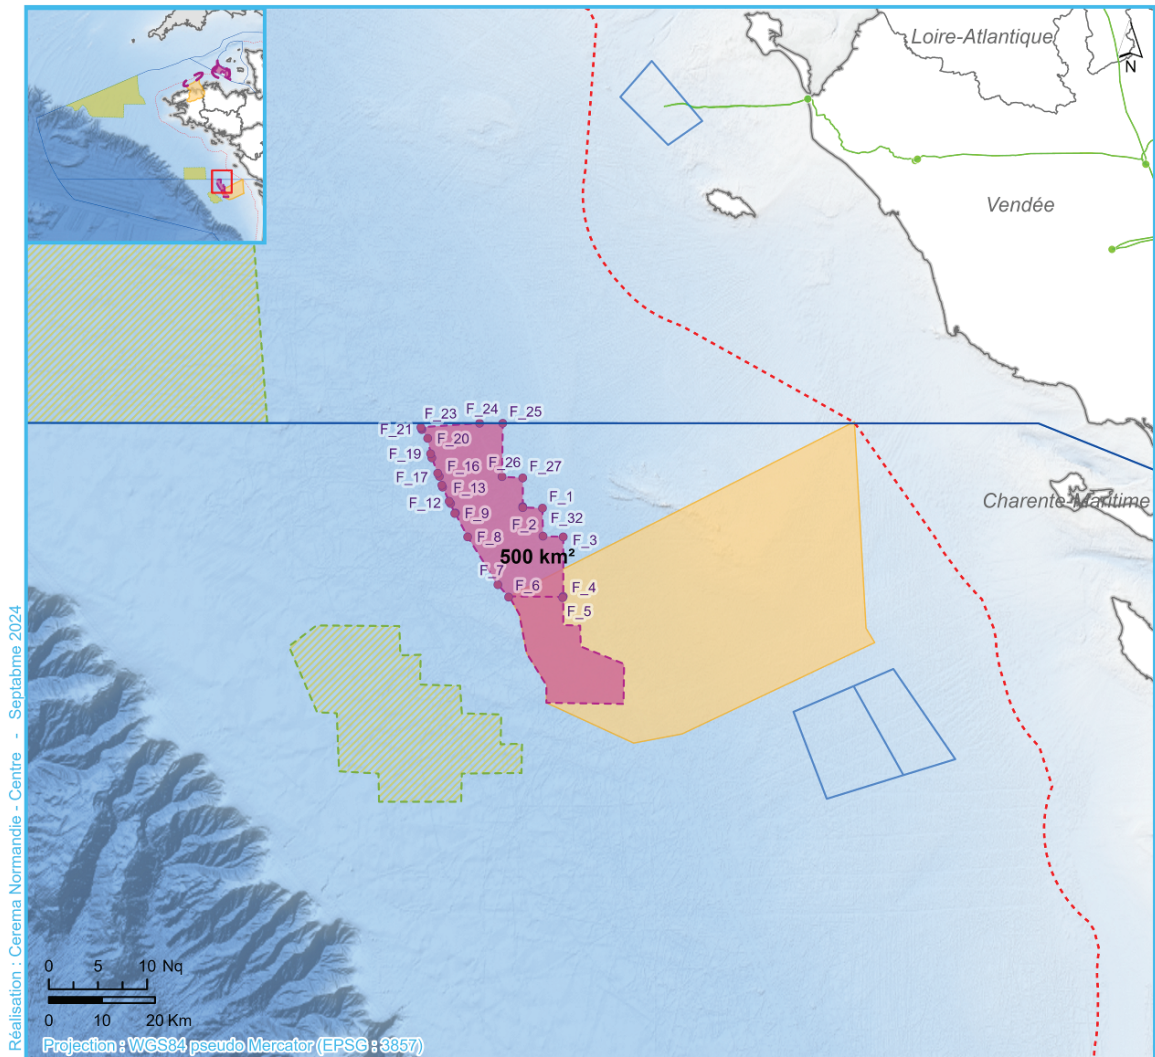 Loire-Atlantique
N
Vendée
F_23
F_24
F_25
F_21
F_20
F_19
F_16
F_26
F_27
F_17
F_13
F_12
F_1
F_9
F_2
F_32
F_8
F_3
500 km²
F_7
F_6
F_4
F_5
Charente-Maritime
0 5 10 Nq
0 10 20 Km
Projection : WGS84 pseudo Mercator (EPSG : 3857)
Réalisation : Cerema Normandie - Centre - Septabme 2024